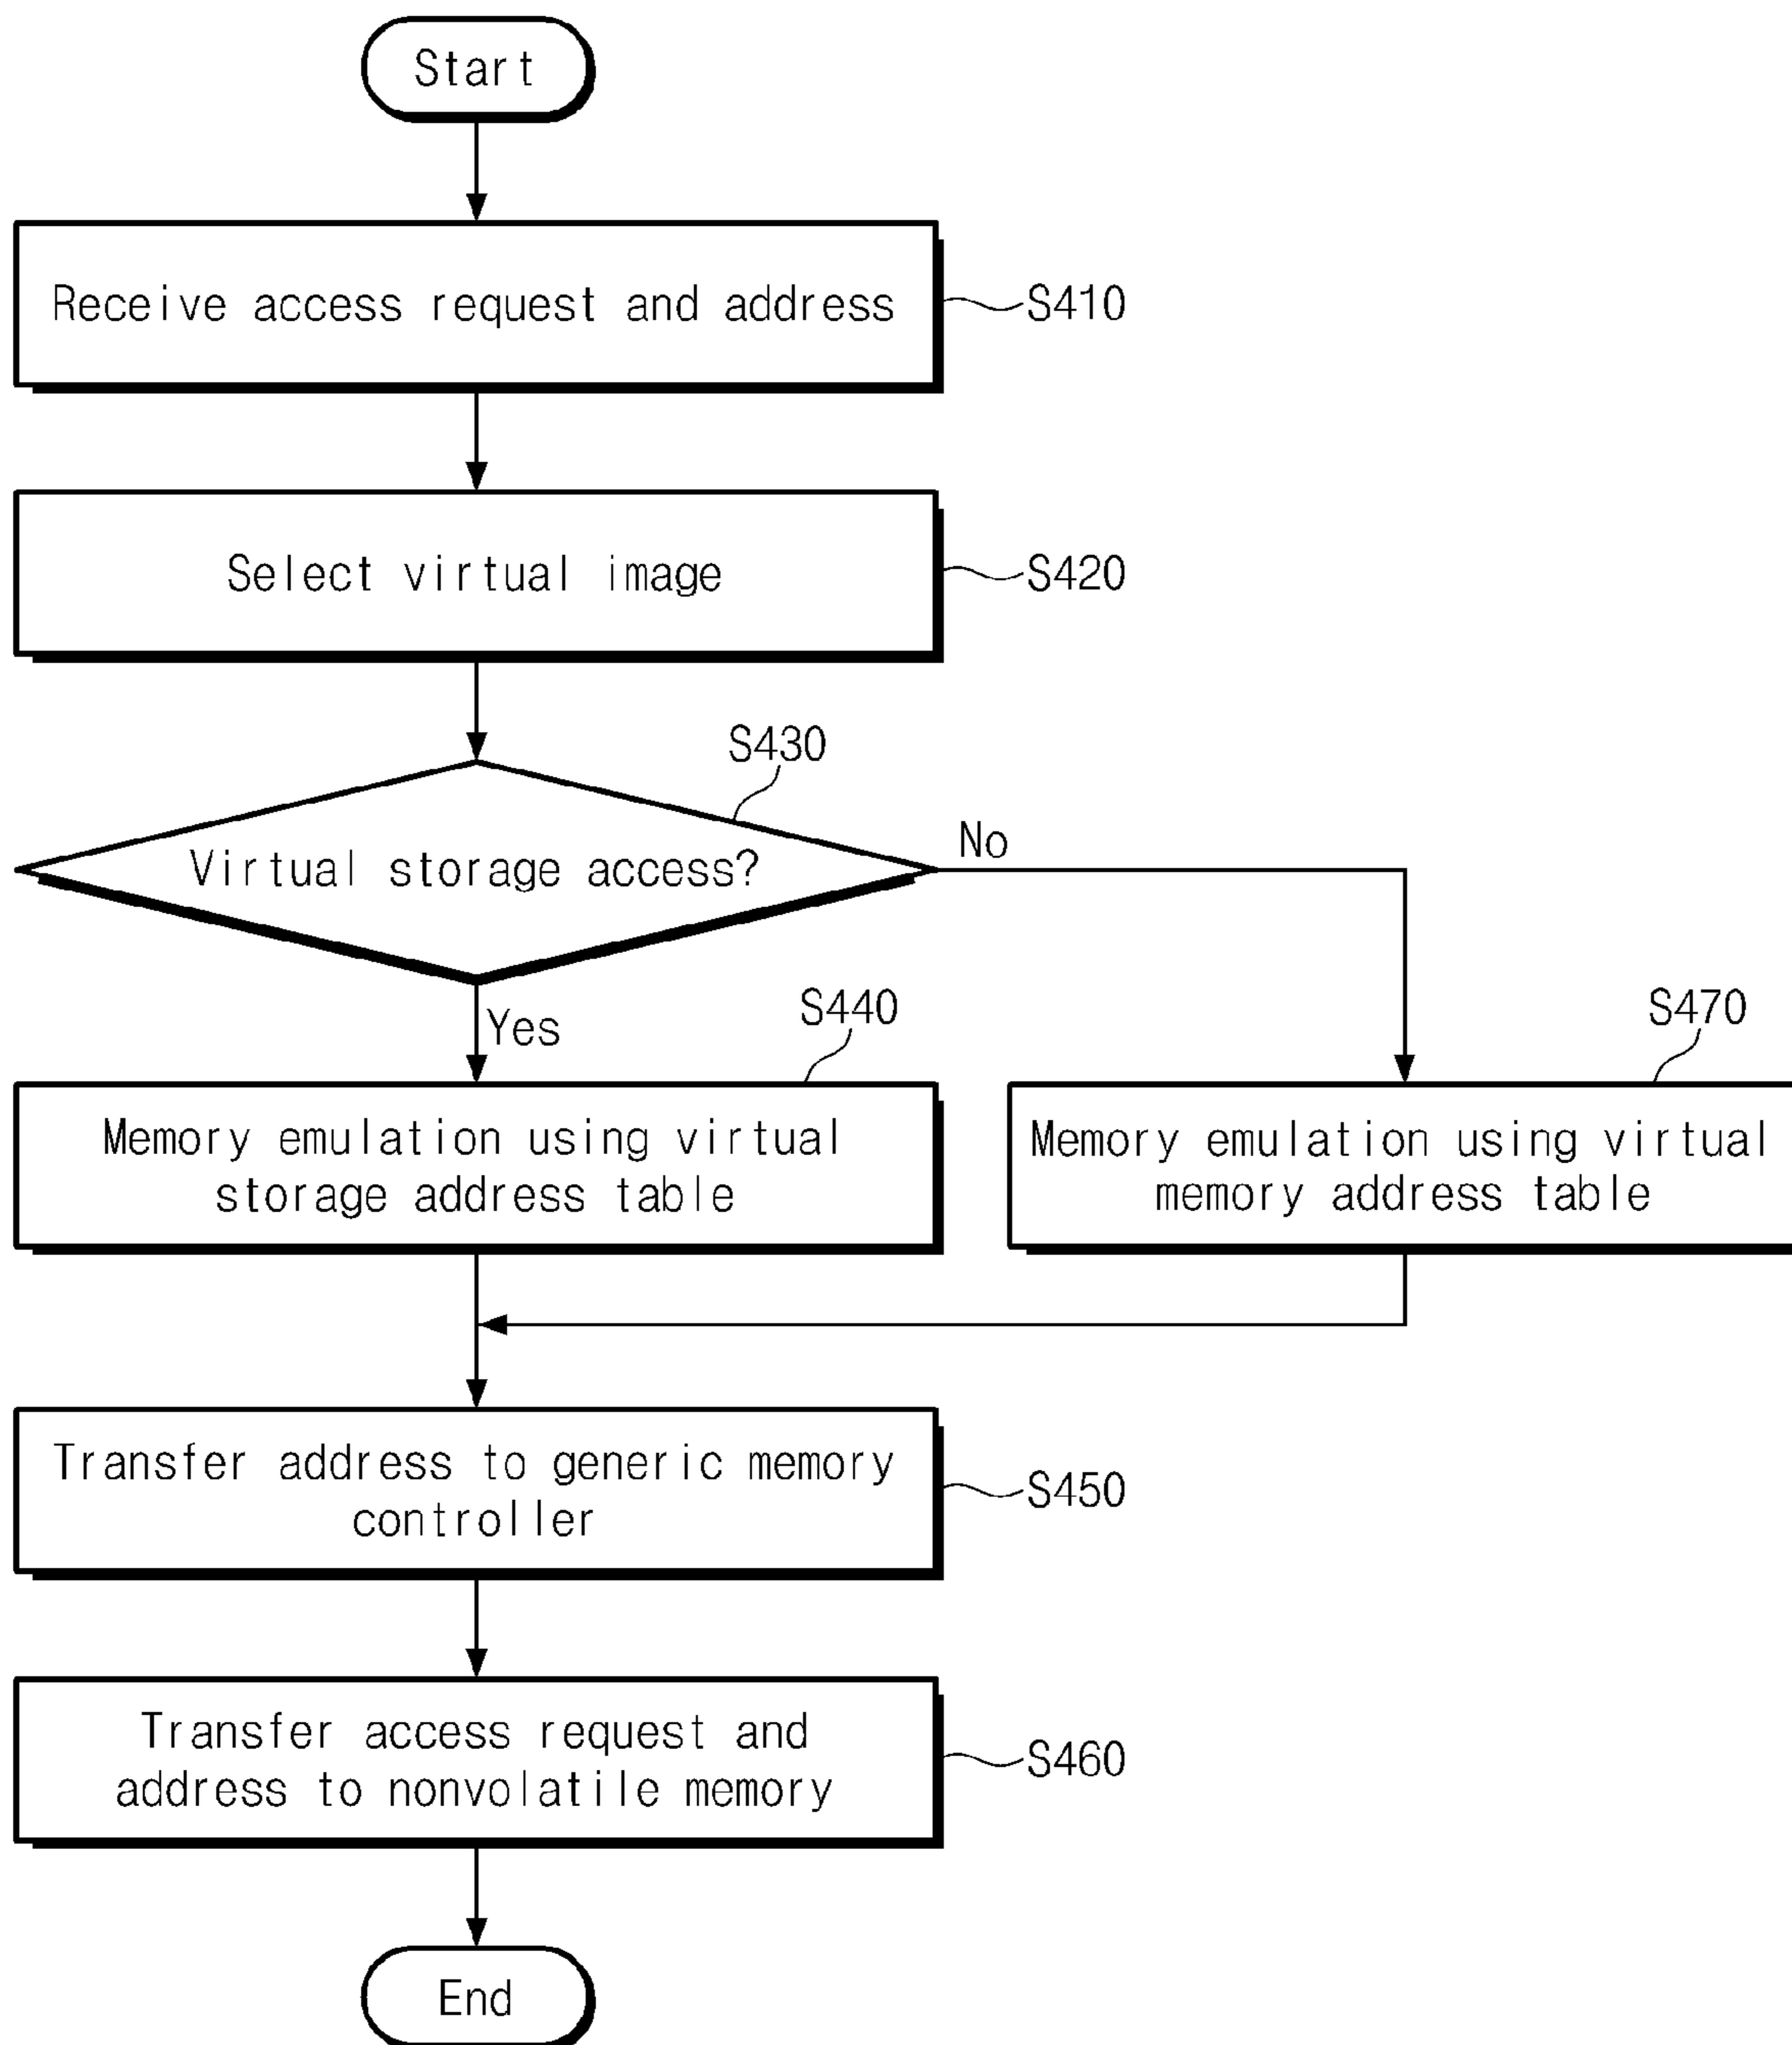 Start
Receive access request and address
S410
Select virtual image
S420
S430
Virtual storage access?
No
Yes
S440
Memory emulation using virtual
storage address table
S470
Memory emulation using virtual
memory address table
Transfer address to generic memory
controller
S450
Transfer access request and
address to nonvolatile memory
S460
End